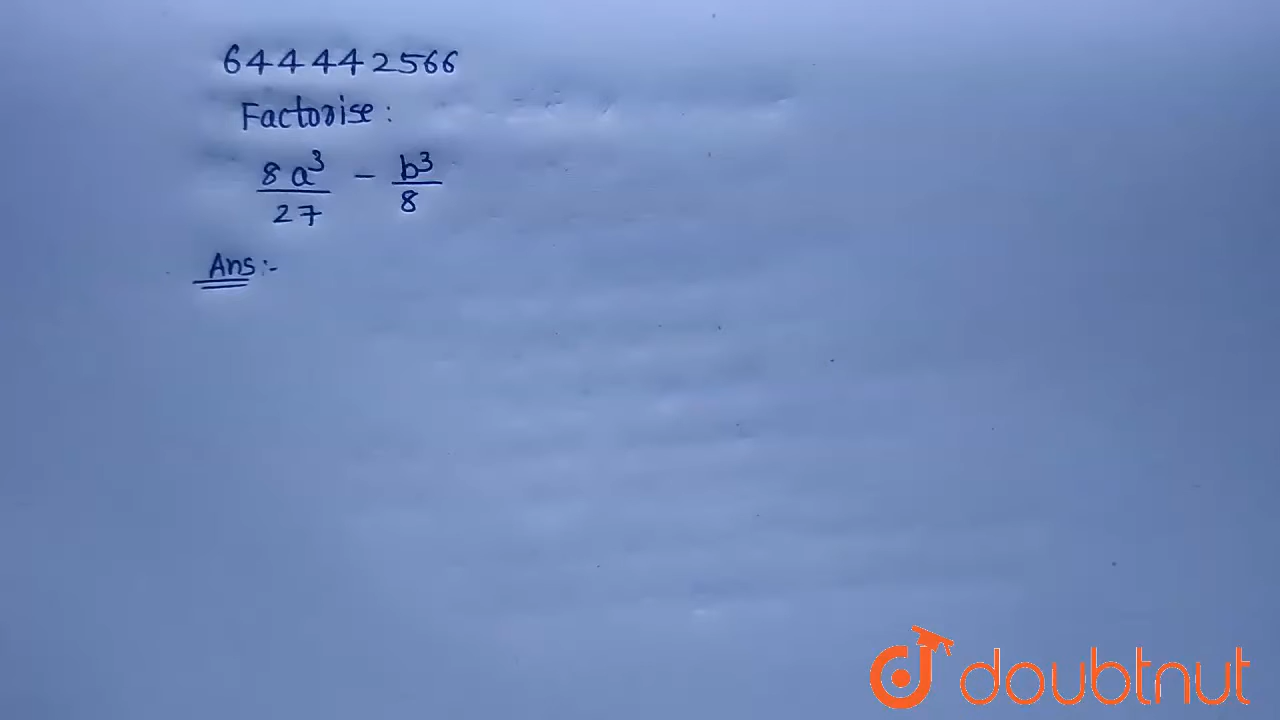 644442566
Factorise:
8a³/27 - b³/8
Ans:-
doubtnut